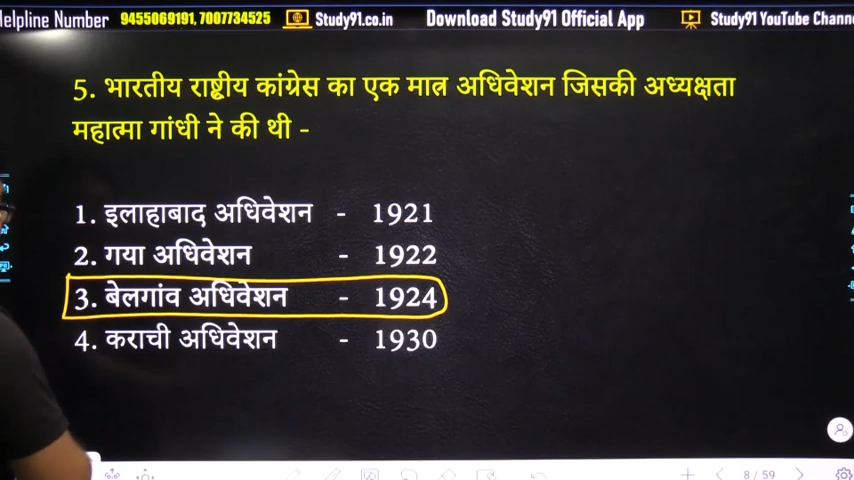 Helpline Number 9455069191, 7007734525 Study91.co.in Download Study91 Official App Study91 YouTube Chann
5. भारतीय राष्ट्रीय कांग्रेस का एक मात्र अधिवेशन जिसकी अध्यक्षता
महात्मा गांधी ने की थी -
1. इलाहाबाद अधिवेशन - 1921
2. गया अधिवेशन - 1922
3. बेलगांव अधिवेशन - 1924
4. कराची अधिवेशन - 1930
8 / 59